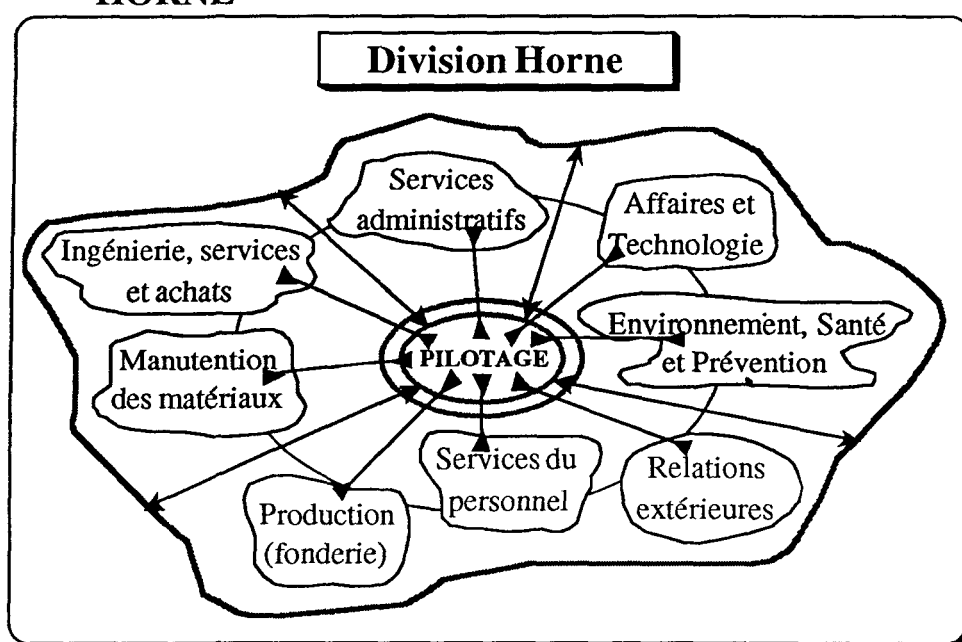 HORNE
Division Horne
Services
administratifs
Affaires et
Technologie
Ingénierie, services
et achats
Environnement, Santé
et Prévention
PILOTAGE
Manutention
des matériaux
Services du
personnel
Relations
extérieures
Production
(fonderie)